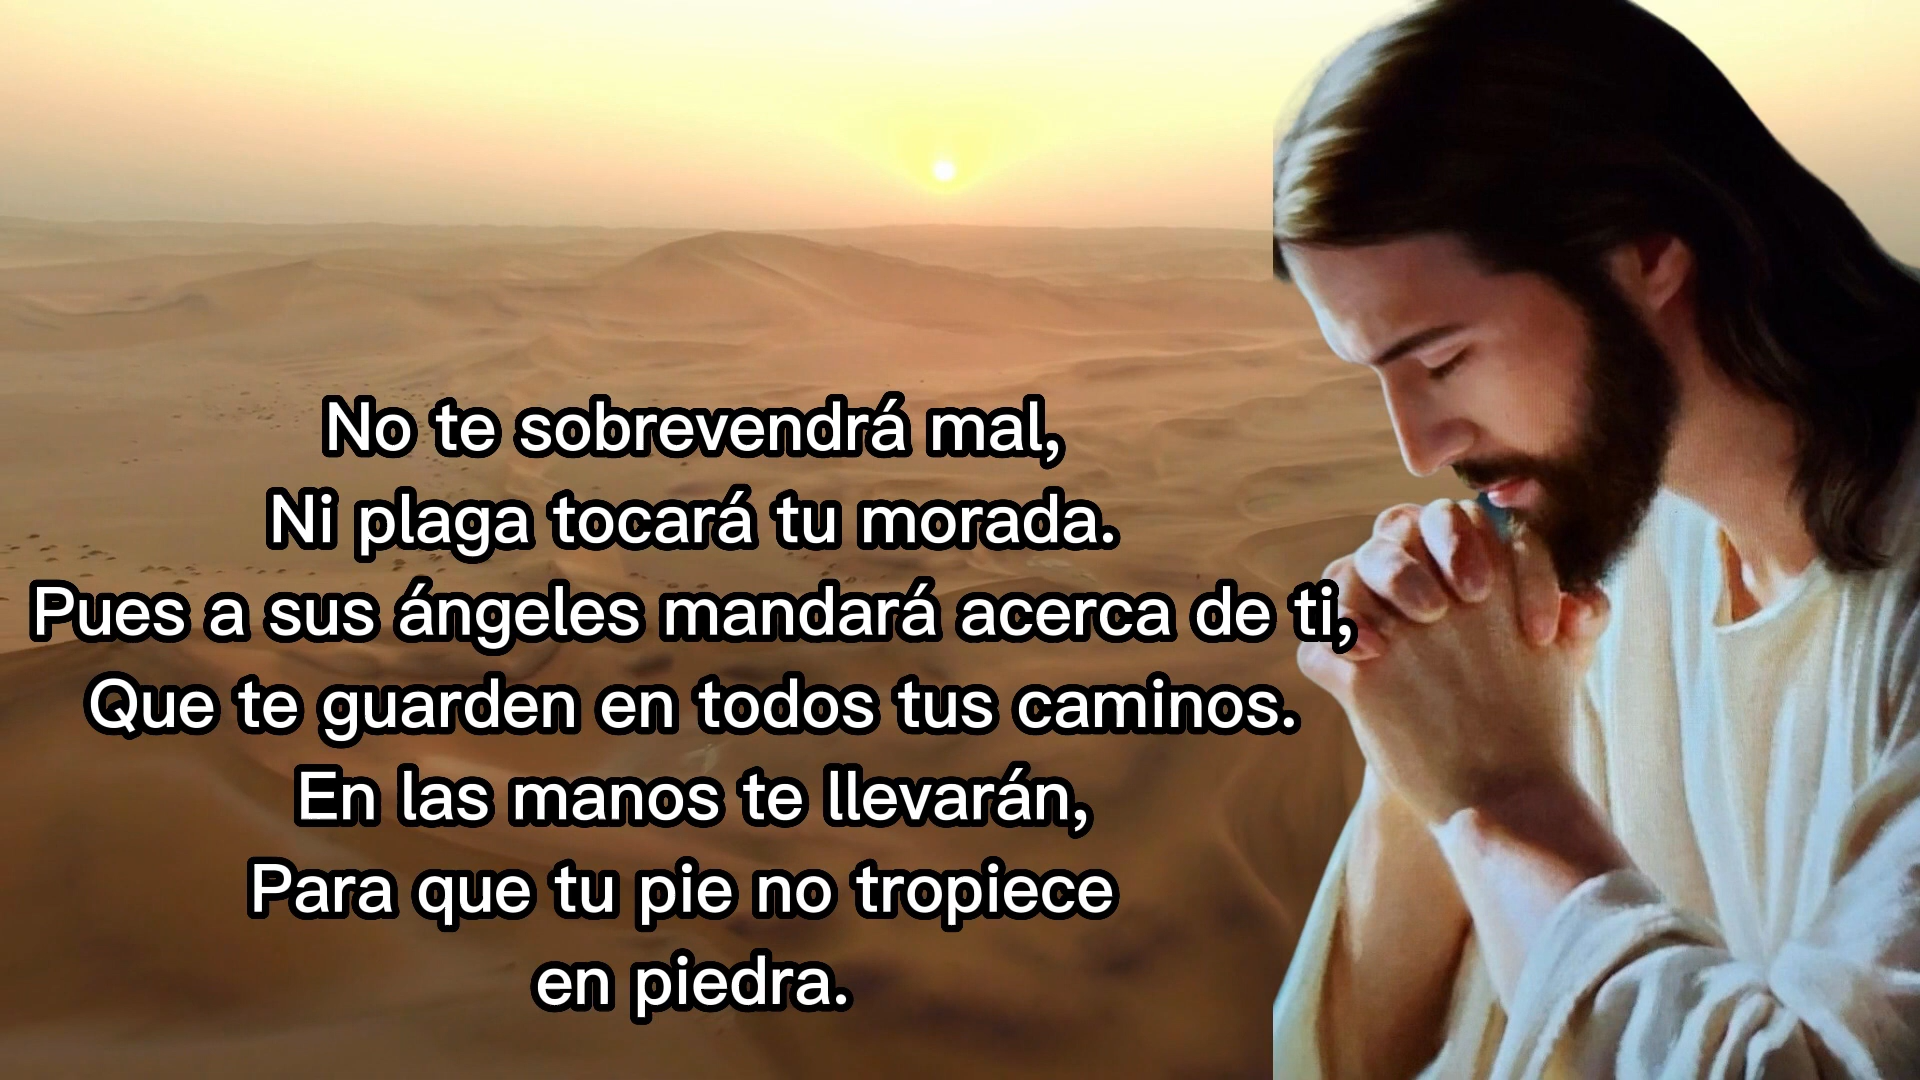 No te sobrevendrá mal,
Ni plaga tocará tu morada.
Pues a sus ángeles mandará acerca de ti,
Que te guarden en todos tus caminos.
En las manos te llevarán,
Para que tu pie no tropiece
en piedra.